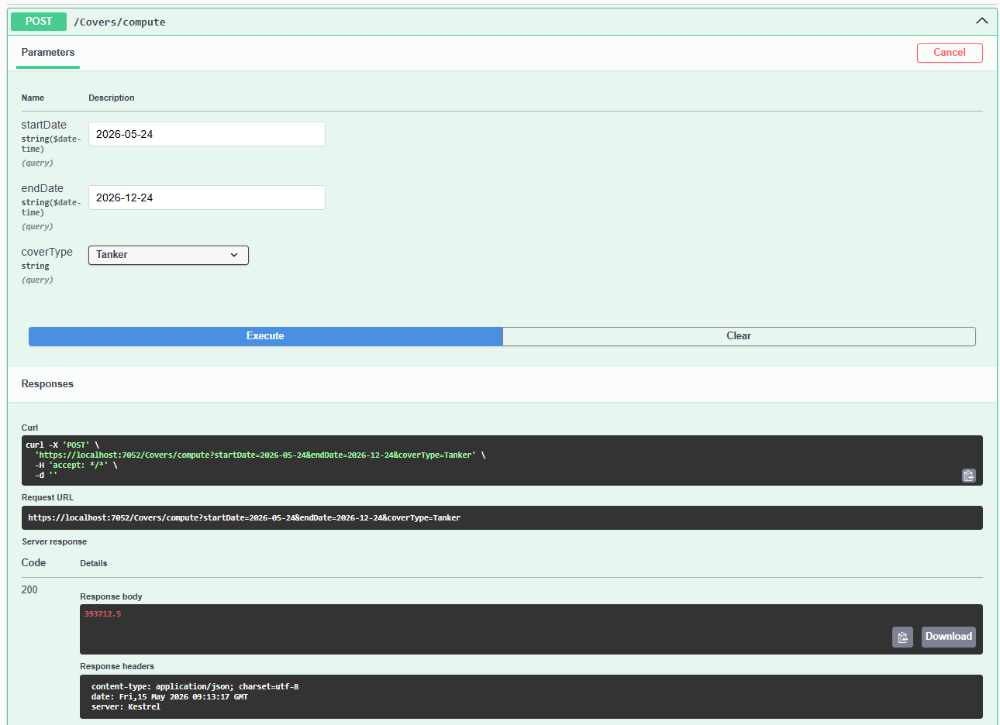 POST /Covers/compute
Parameters
Cancel
Name Description
startDate
string($date-
time)
(query)
2026-05-24
endDate
string($date-
time)
(query)
2026-12-24
coverType
string
(query)
Tanker
Execute
Clear
Responses
Curl
curl -X 'POST' \
'https://localhost:7052/Covers/compute?startDate=2026-05-24&endDate=2026-12-24&coverType=Tanker' \
-H 'accept: */*' \
-d ''
Request URL
https://localhost:7052/Covers/compute?startDate=2026-05-24&endDate=2026-12-24&coverType=Tanker
Server response
Code Details
200
Response body
393712.5
Download
Response headers
content-type: application/json; charset=utf-8
date: Fri,15 May 2026 09:13:17 GMT
server: Kestrel